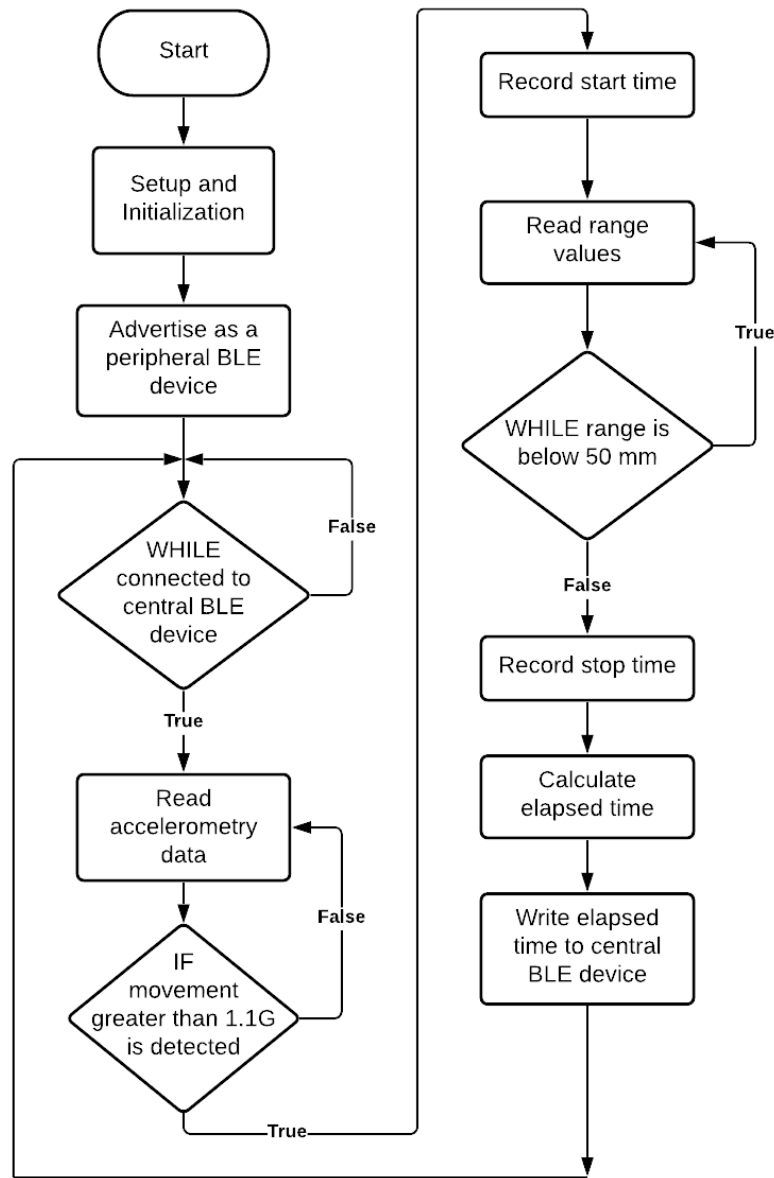 Start
Setup and
Initialization
Advertise as a
peripheral BLE
device
WHILE
connected to
central BLE
device
False
True
Read
accelerometry
data
False
IF
movement
greater than 1.1G
is detected
True
Record start time
Read range
values
True
WHILE range is
below 50 mm
False
Record stop time
Calculate
elapsed time
Write elapsed
time to central
BLE device